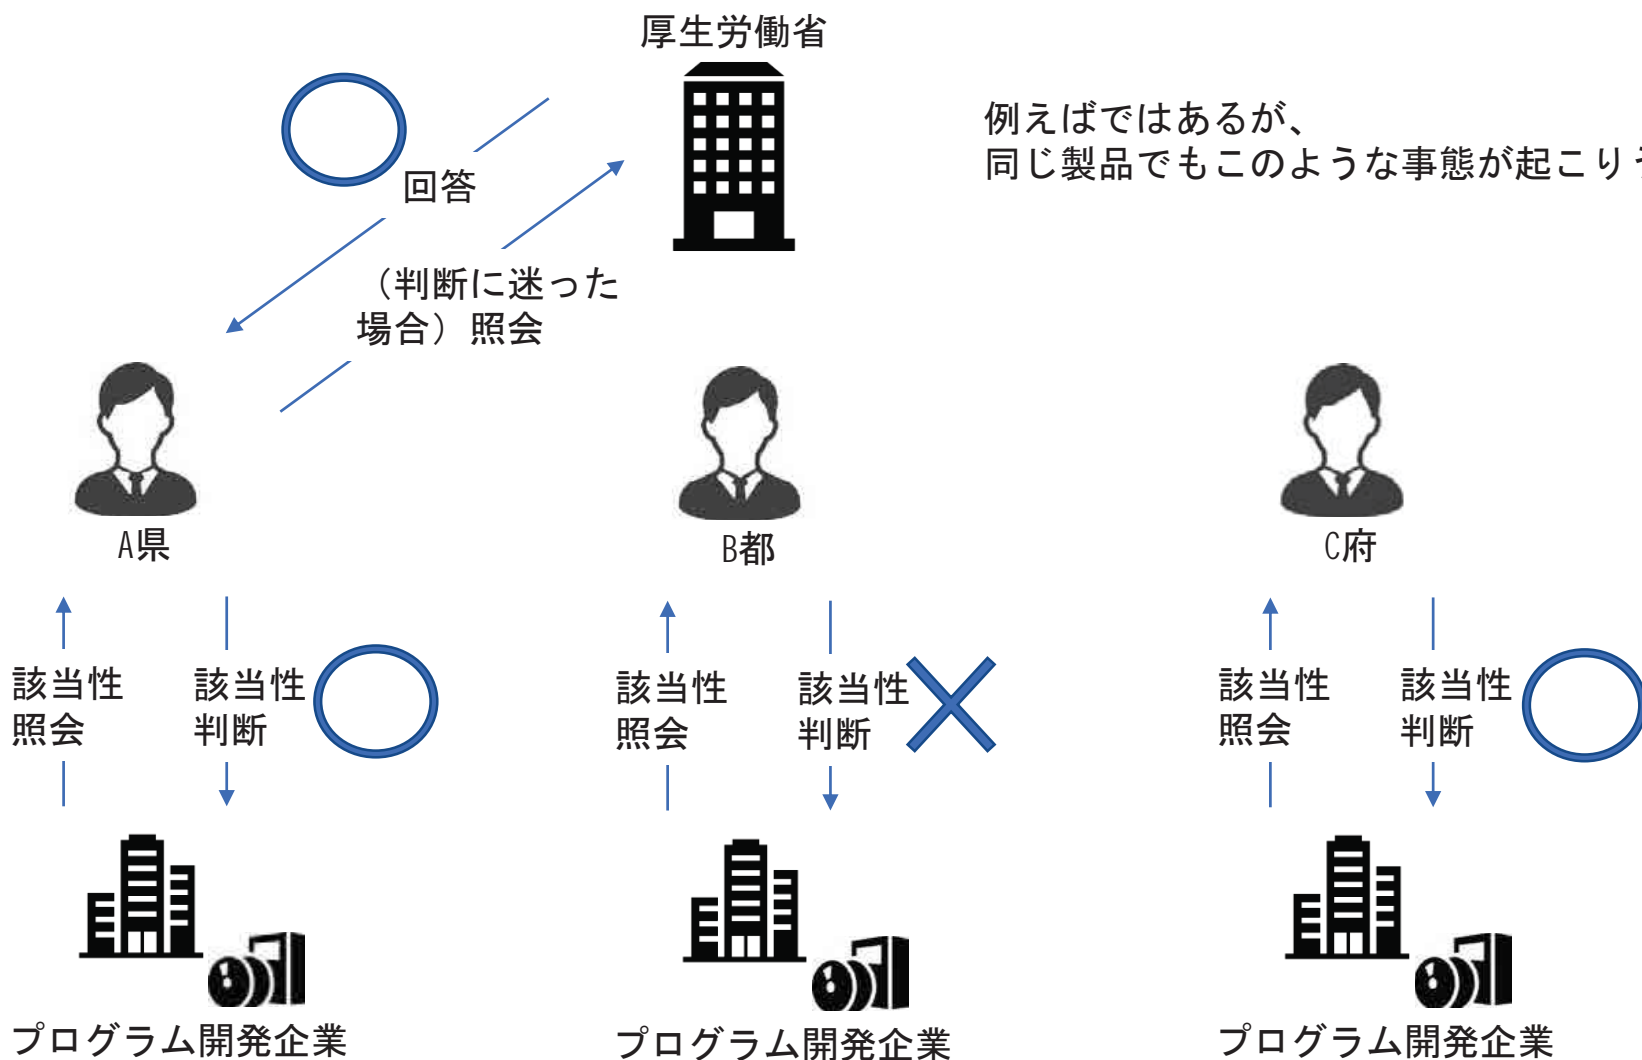 厚生労働省
例えばではあるが、
同じ製品でもこのような事態が起こり
回答
（判断に迷った
場合）照会
A県
B都
C府
該当性
照会
該当性
判断
該当性
照会
該当性
判断
該当性
照会
該当性
判断
プログラム開発企業
プログラム開発企業
プログラム開発企業